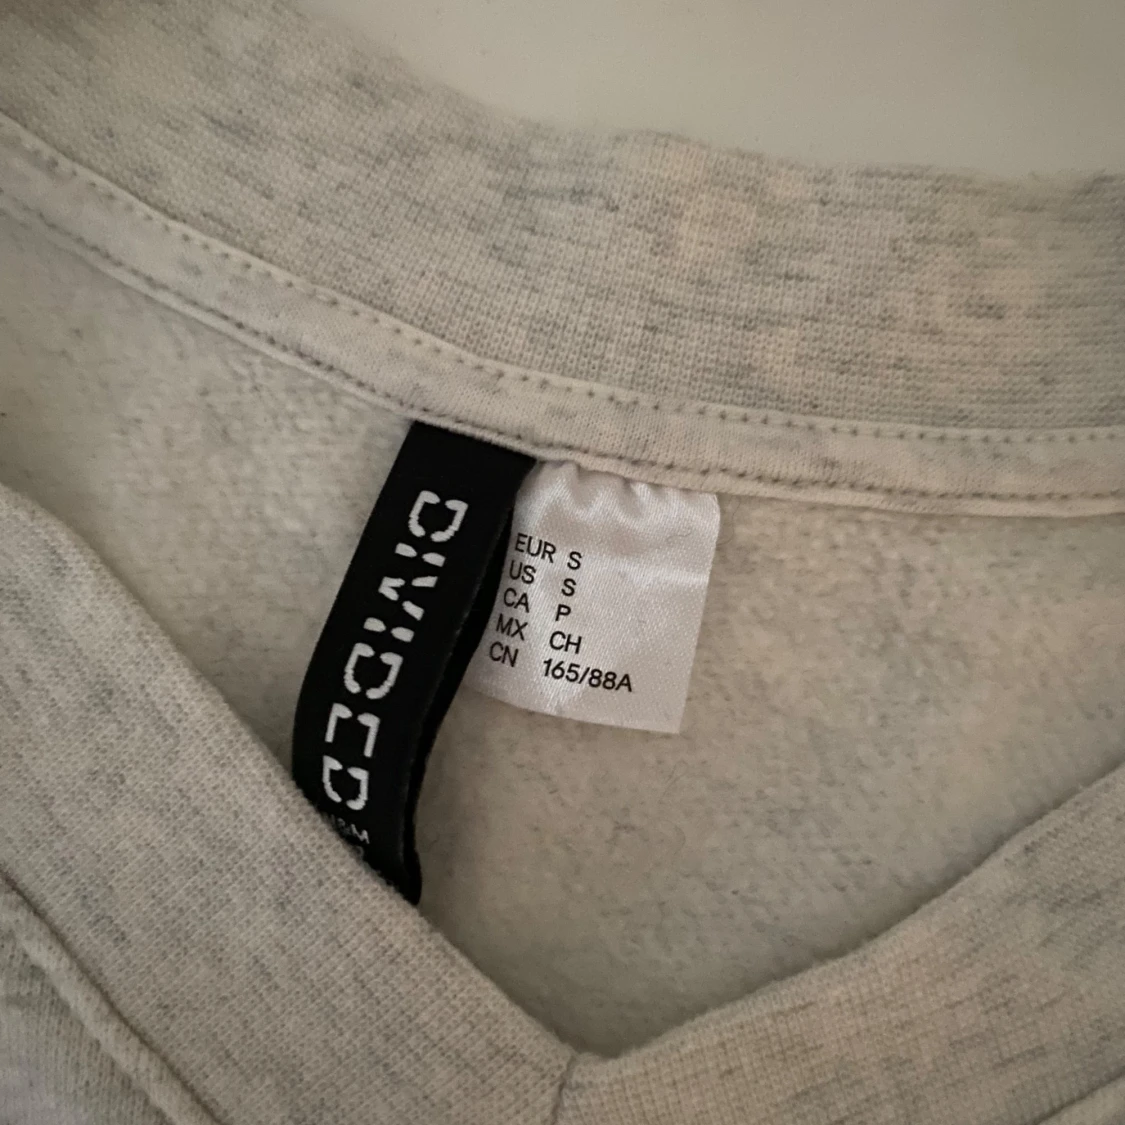 DIVIDED
H&M
EUR S
US S
CA P
MX CH
CN 165/88A